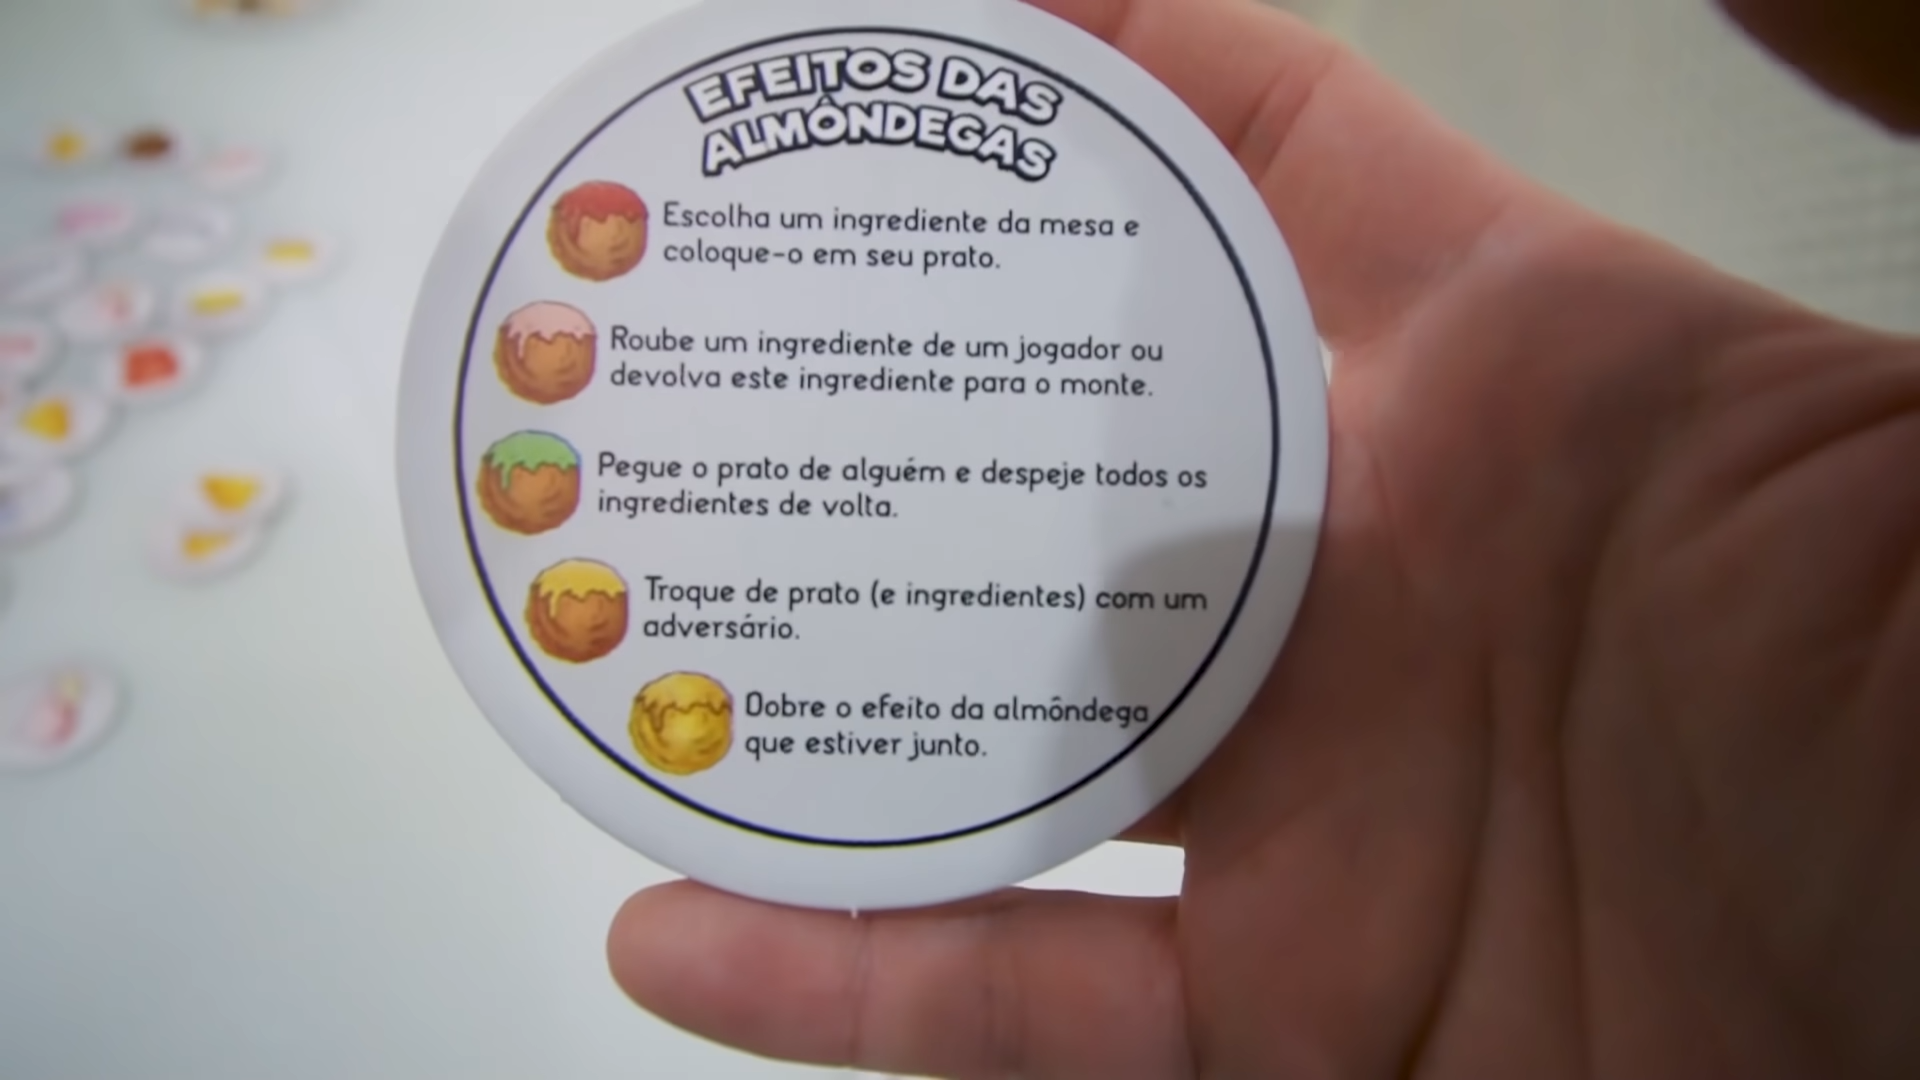 EFEITOS DAS
ALMÔNDEGAS
Escolha um ingrediente da mesa e
coloque-o em seu prato.
Roube um ingrediente de um jogador ou
devolva este ingrediente para o monte.
Pegue o prato de alguém e despeje todos os
ingredientes de volta.
Troque de prato (e ingredientes) com um
adversário.
Dobre o efeito da almôndega
que estiver junto.